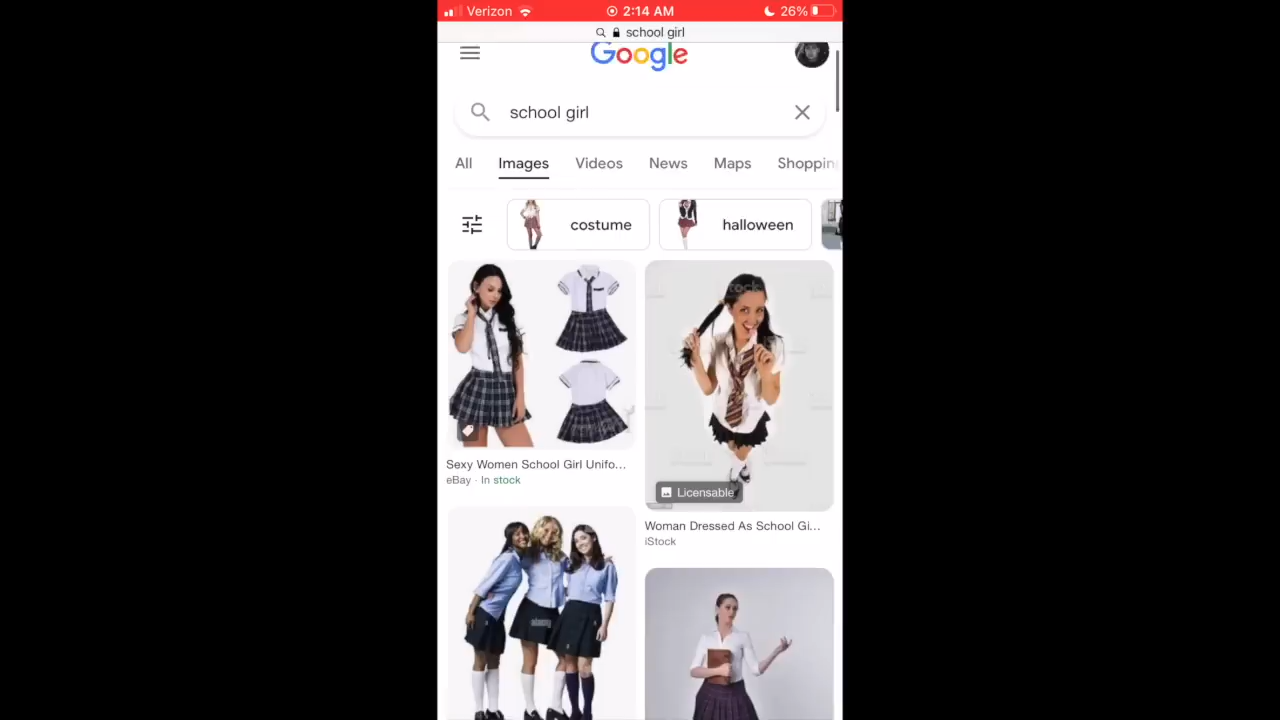 Verizon 2:14 AM 26%
school girl
Google
school girl
All Images Videos News Maps Shoppin
costume halloween
Sexy Women School Girl Unifo...
eBay · In stock
Licensable
Woman Dressed As School Gi...
iStock
alamy